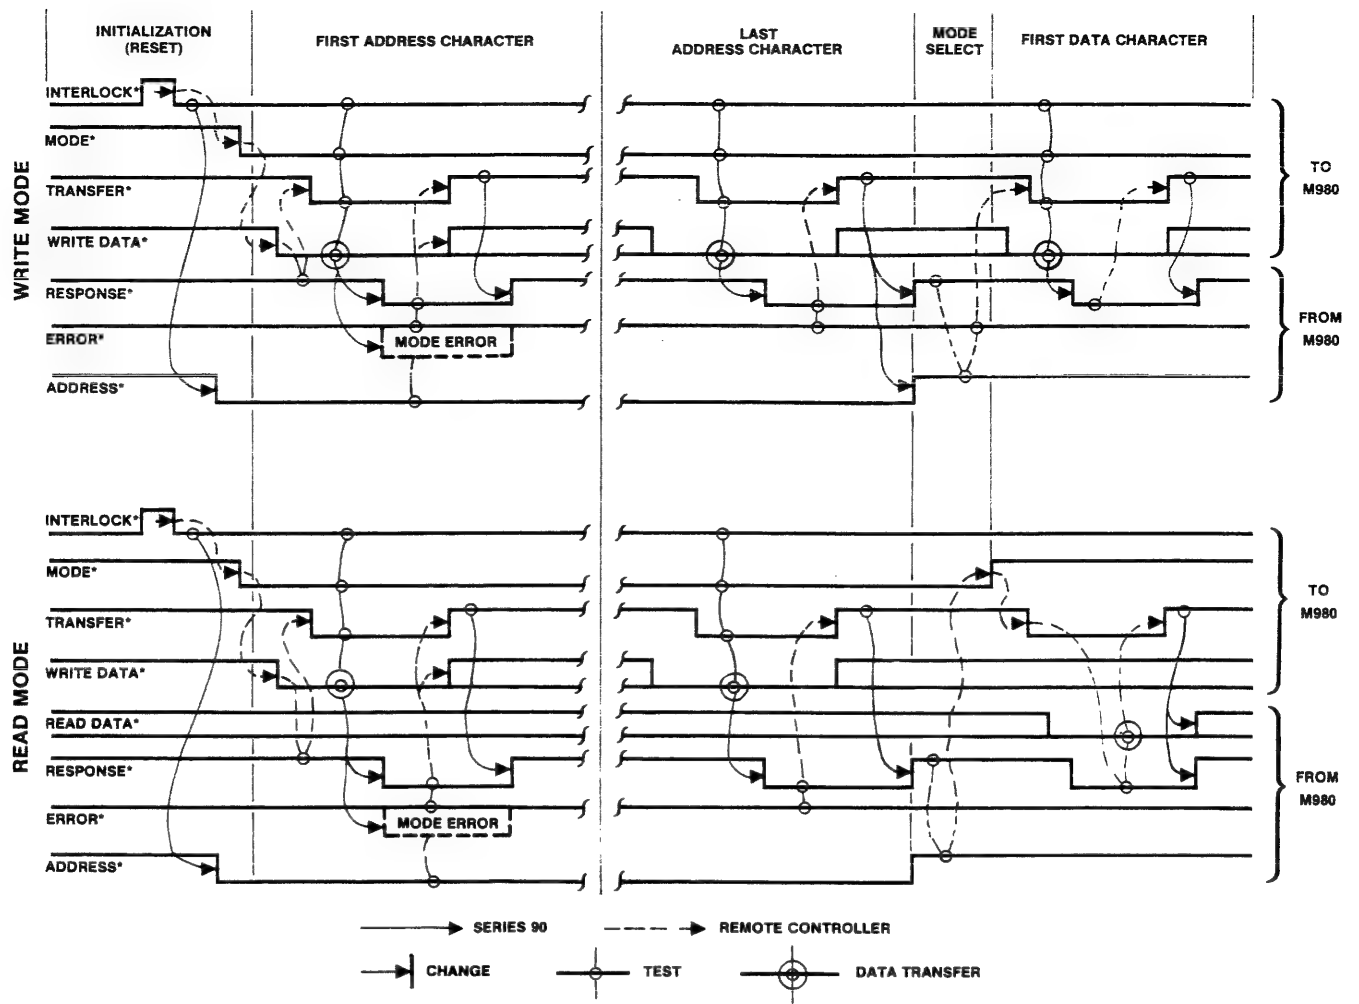 INITIALIZATION
(RESET)
FIRST ADDRESS CHARACTER
LAST
ADDRESS CHARACTER
MODE
SELECT
FIRST DATA CHARACTER
WRITE MODE
INTERLOCK*
MODE*
TRANSFER*
WRITE DATA*
RESPONSE*
ERROR*
MODE ERROR
ADDRESS*
TO
M980
FROM
M980
READ MODE
INTERLOCK*
MODE*
TRANSFER*
WRITE DATA*
READ DATA*
RESPONSE*
ERROR*
MODE ERROR
ADDRESS*
TO
M980
FROM
M980
SERIES 90
REMOTE CONTROLLER
CHANGE
TEST
DATA TRANSFER